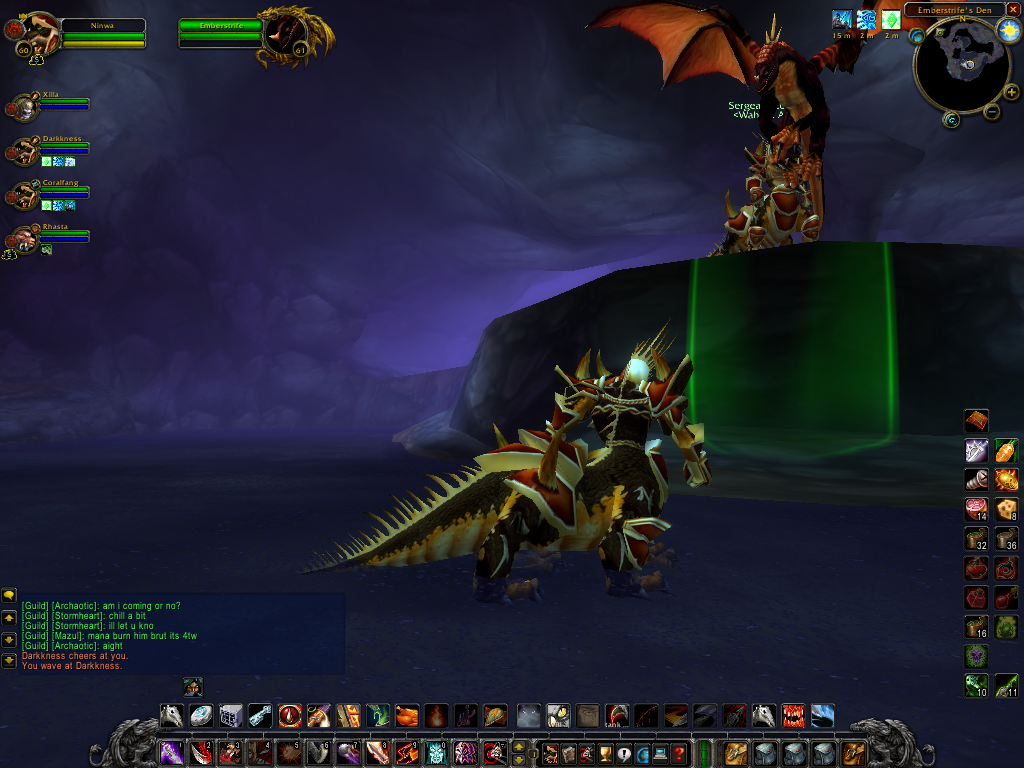 Ninwa
60
Emberstrife
61
15 m 2 m 2 m
Emberstrife's Den
N
Xilla
Darkkness
Coralfang
Rhasta
14 8
32 36
16
10 11
[Guild] [Archaotic]: am i coming or no?
[Guild] [Stormheart]: chill a bit
[Guild] [Stormheart]: ill let u kno
[Guild] [Mazul]: mana burn him brut its 4tw
[Guild] [Archaotic]: aight
Darkkness cheers at you.
You wave at Darkkness.
tank